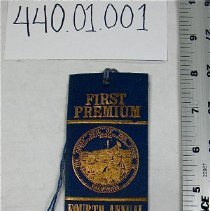 440.01.001
FIRST
PREMIUM
FOURTH ANNUAL